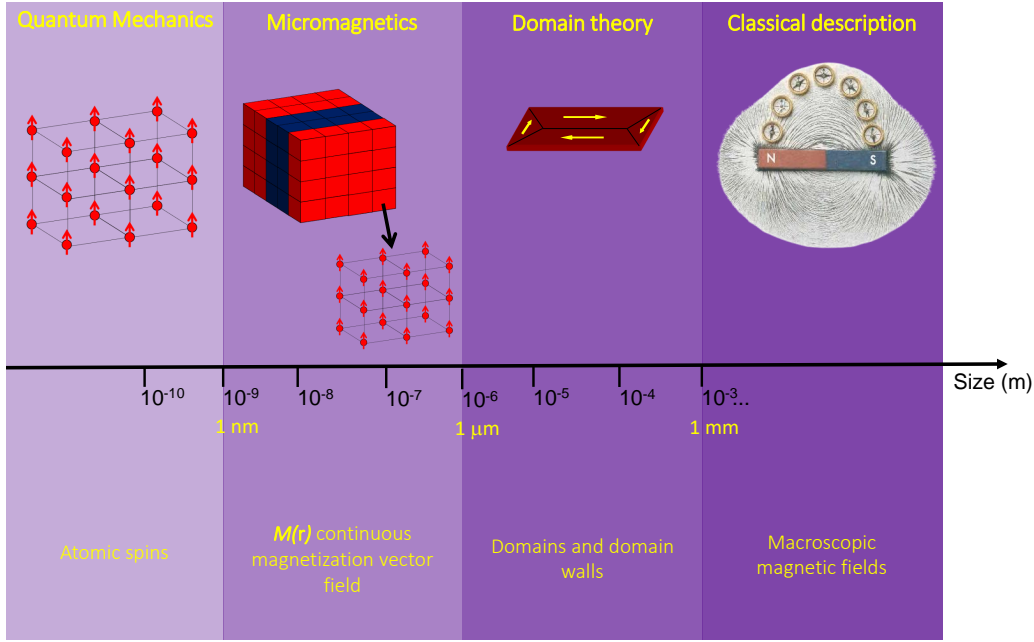 Quantum Mechanics
Micromagnetics
Domain theory
Classical description
N
S
10⁻¹⁰
10⁻⁹
10⁻⁸
10⁻⁷
10⁻⁶
10⁻⁵
10⁻⁴
10⁻³...
Size (m)
1 nm
1 μm
1 mm
Atomic spins
M(r) continuous
magnetization vector
field
Domains and domain
walls
Macroscopic
magnetic fields